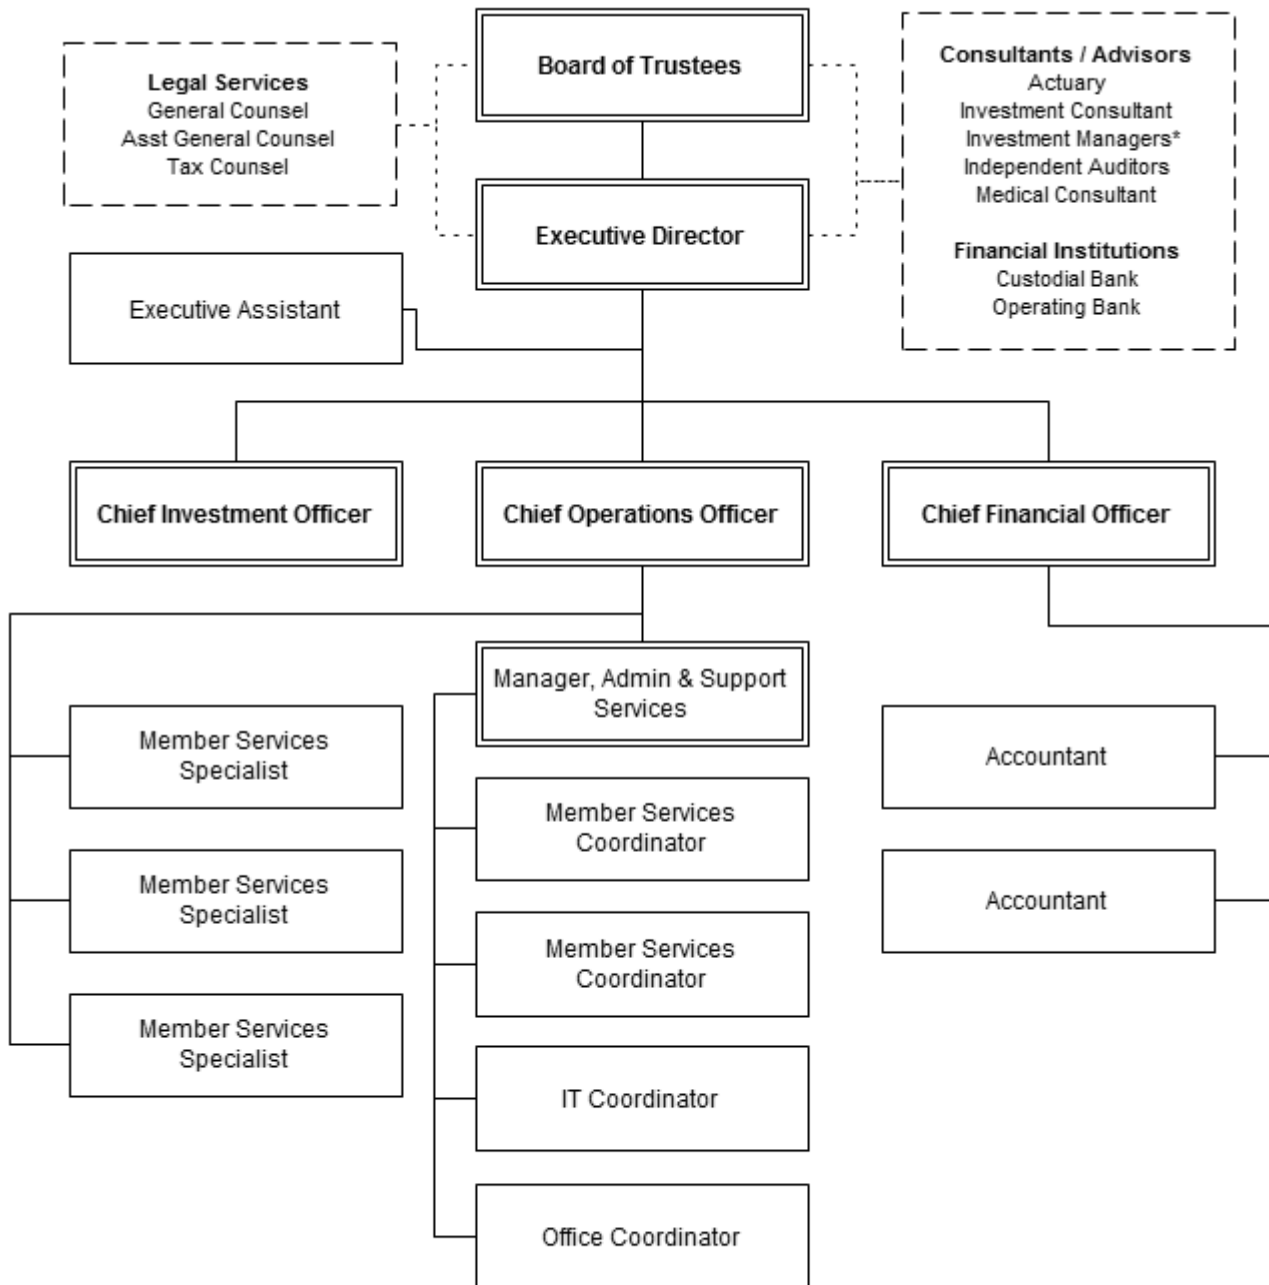 Board of Trustees
Legal Services
General Counsel
Asst General Counsel
Tax Counsel
Consultants / Advisors
Actuary
Investment Consultant
Investment Managers*
Independent Auditors
Medical Consultant
Financial Institutions
Custodial Bank
Operating Bank
Executive Director
Executive Assistant
Chief Investment Officer
Chief Operations Officer
Chief Financial Officer
Manager, Admin & Support
Services
Member Services
Specialist
Member Services
Specialist
Member Services
Specialist
Member Services
Coordinator
Member Services
Coordinator
IT Coordinator
Office Coordinator
Accountant
Accountant